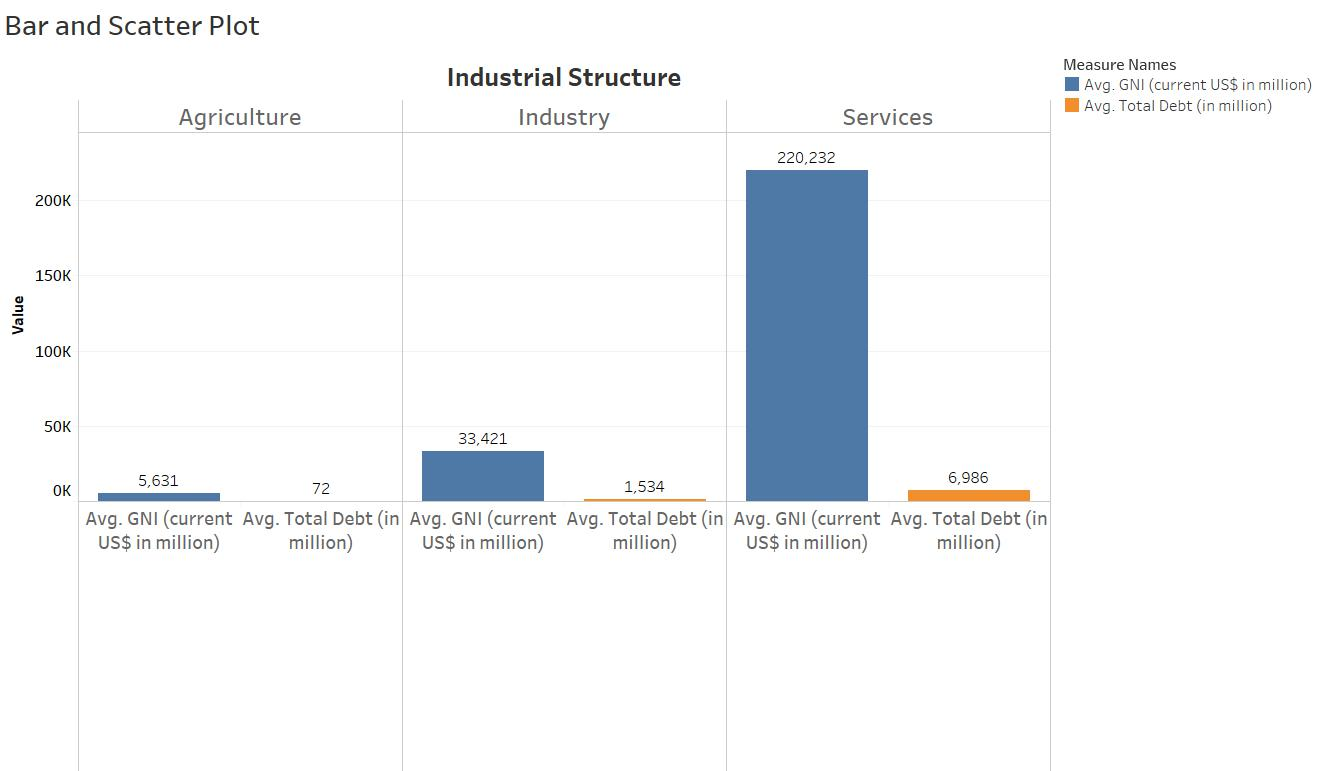 Bar and Scatter Plot
Industrial Structure
Measure Names
Avg. GNI (current US$ in million)
Avg. Total Debt (in million)
Agriculture
Industry
Services
Value
200K
150K
100K
50K
0K
5,631
72
33,421
1,534
220,232
6,986
Avg. GNI (current
US$ in million)
Avg. Total Debt (in
million)
Avg. GNI (current
US$ in million)
Avg. Total Debt (in
million)
Avg. GNI (current
US$ in million)
Avg. Total Debt (in
million)